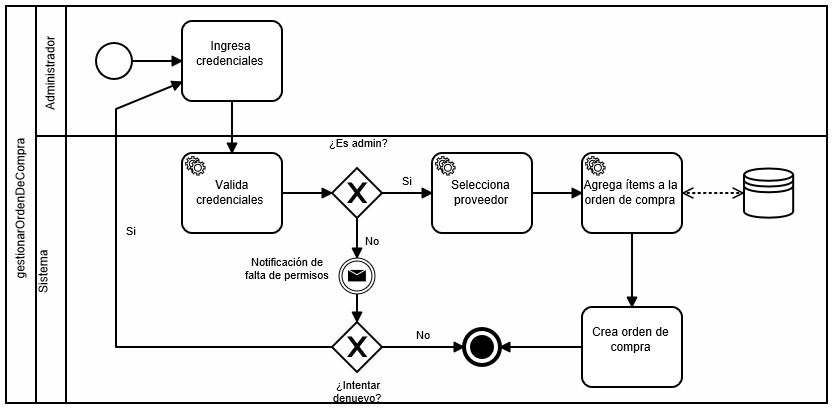 gestionarOrdenDeCompra
Administrador
Ingresa
credenciales
Sistema
¿Es admin?
Valida
credenciales
Si
Selecciona
proveedor
Agrega ítems a la
orden de compra
Si
No
Notificación de
falta de permisos
No
Crea orden de
compra
¿Intentar
denuevo?